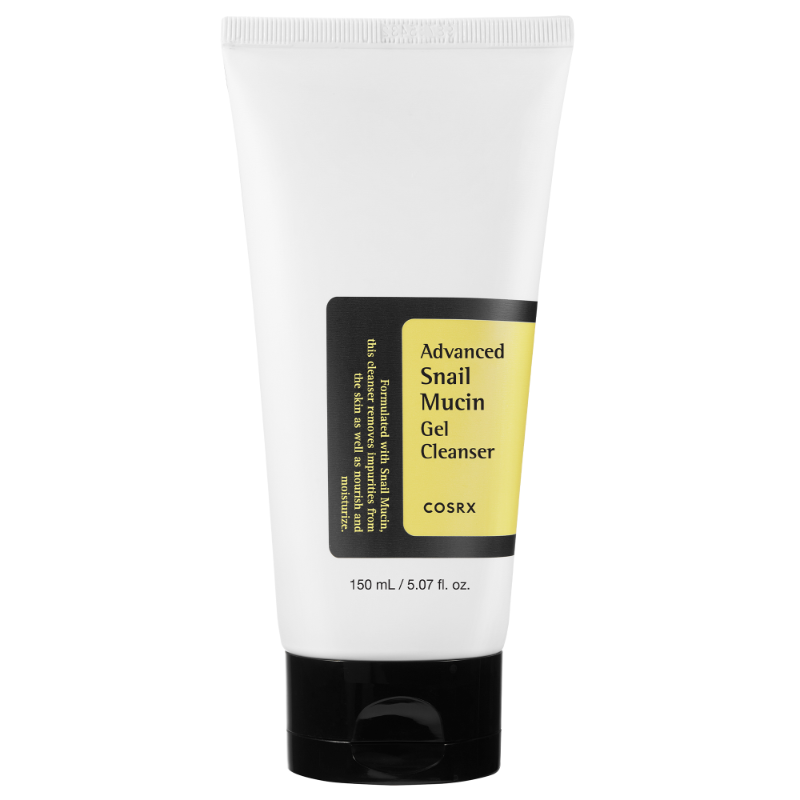 Advanced
Snail
Mucin
Gel
Cleanser
COSRX
Formulated with Snail Mucin,
this cleanser removes impurities from
the skin as well as nourish and
moisturize.
150 mL / 5.07 fl. oz.